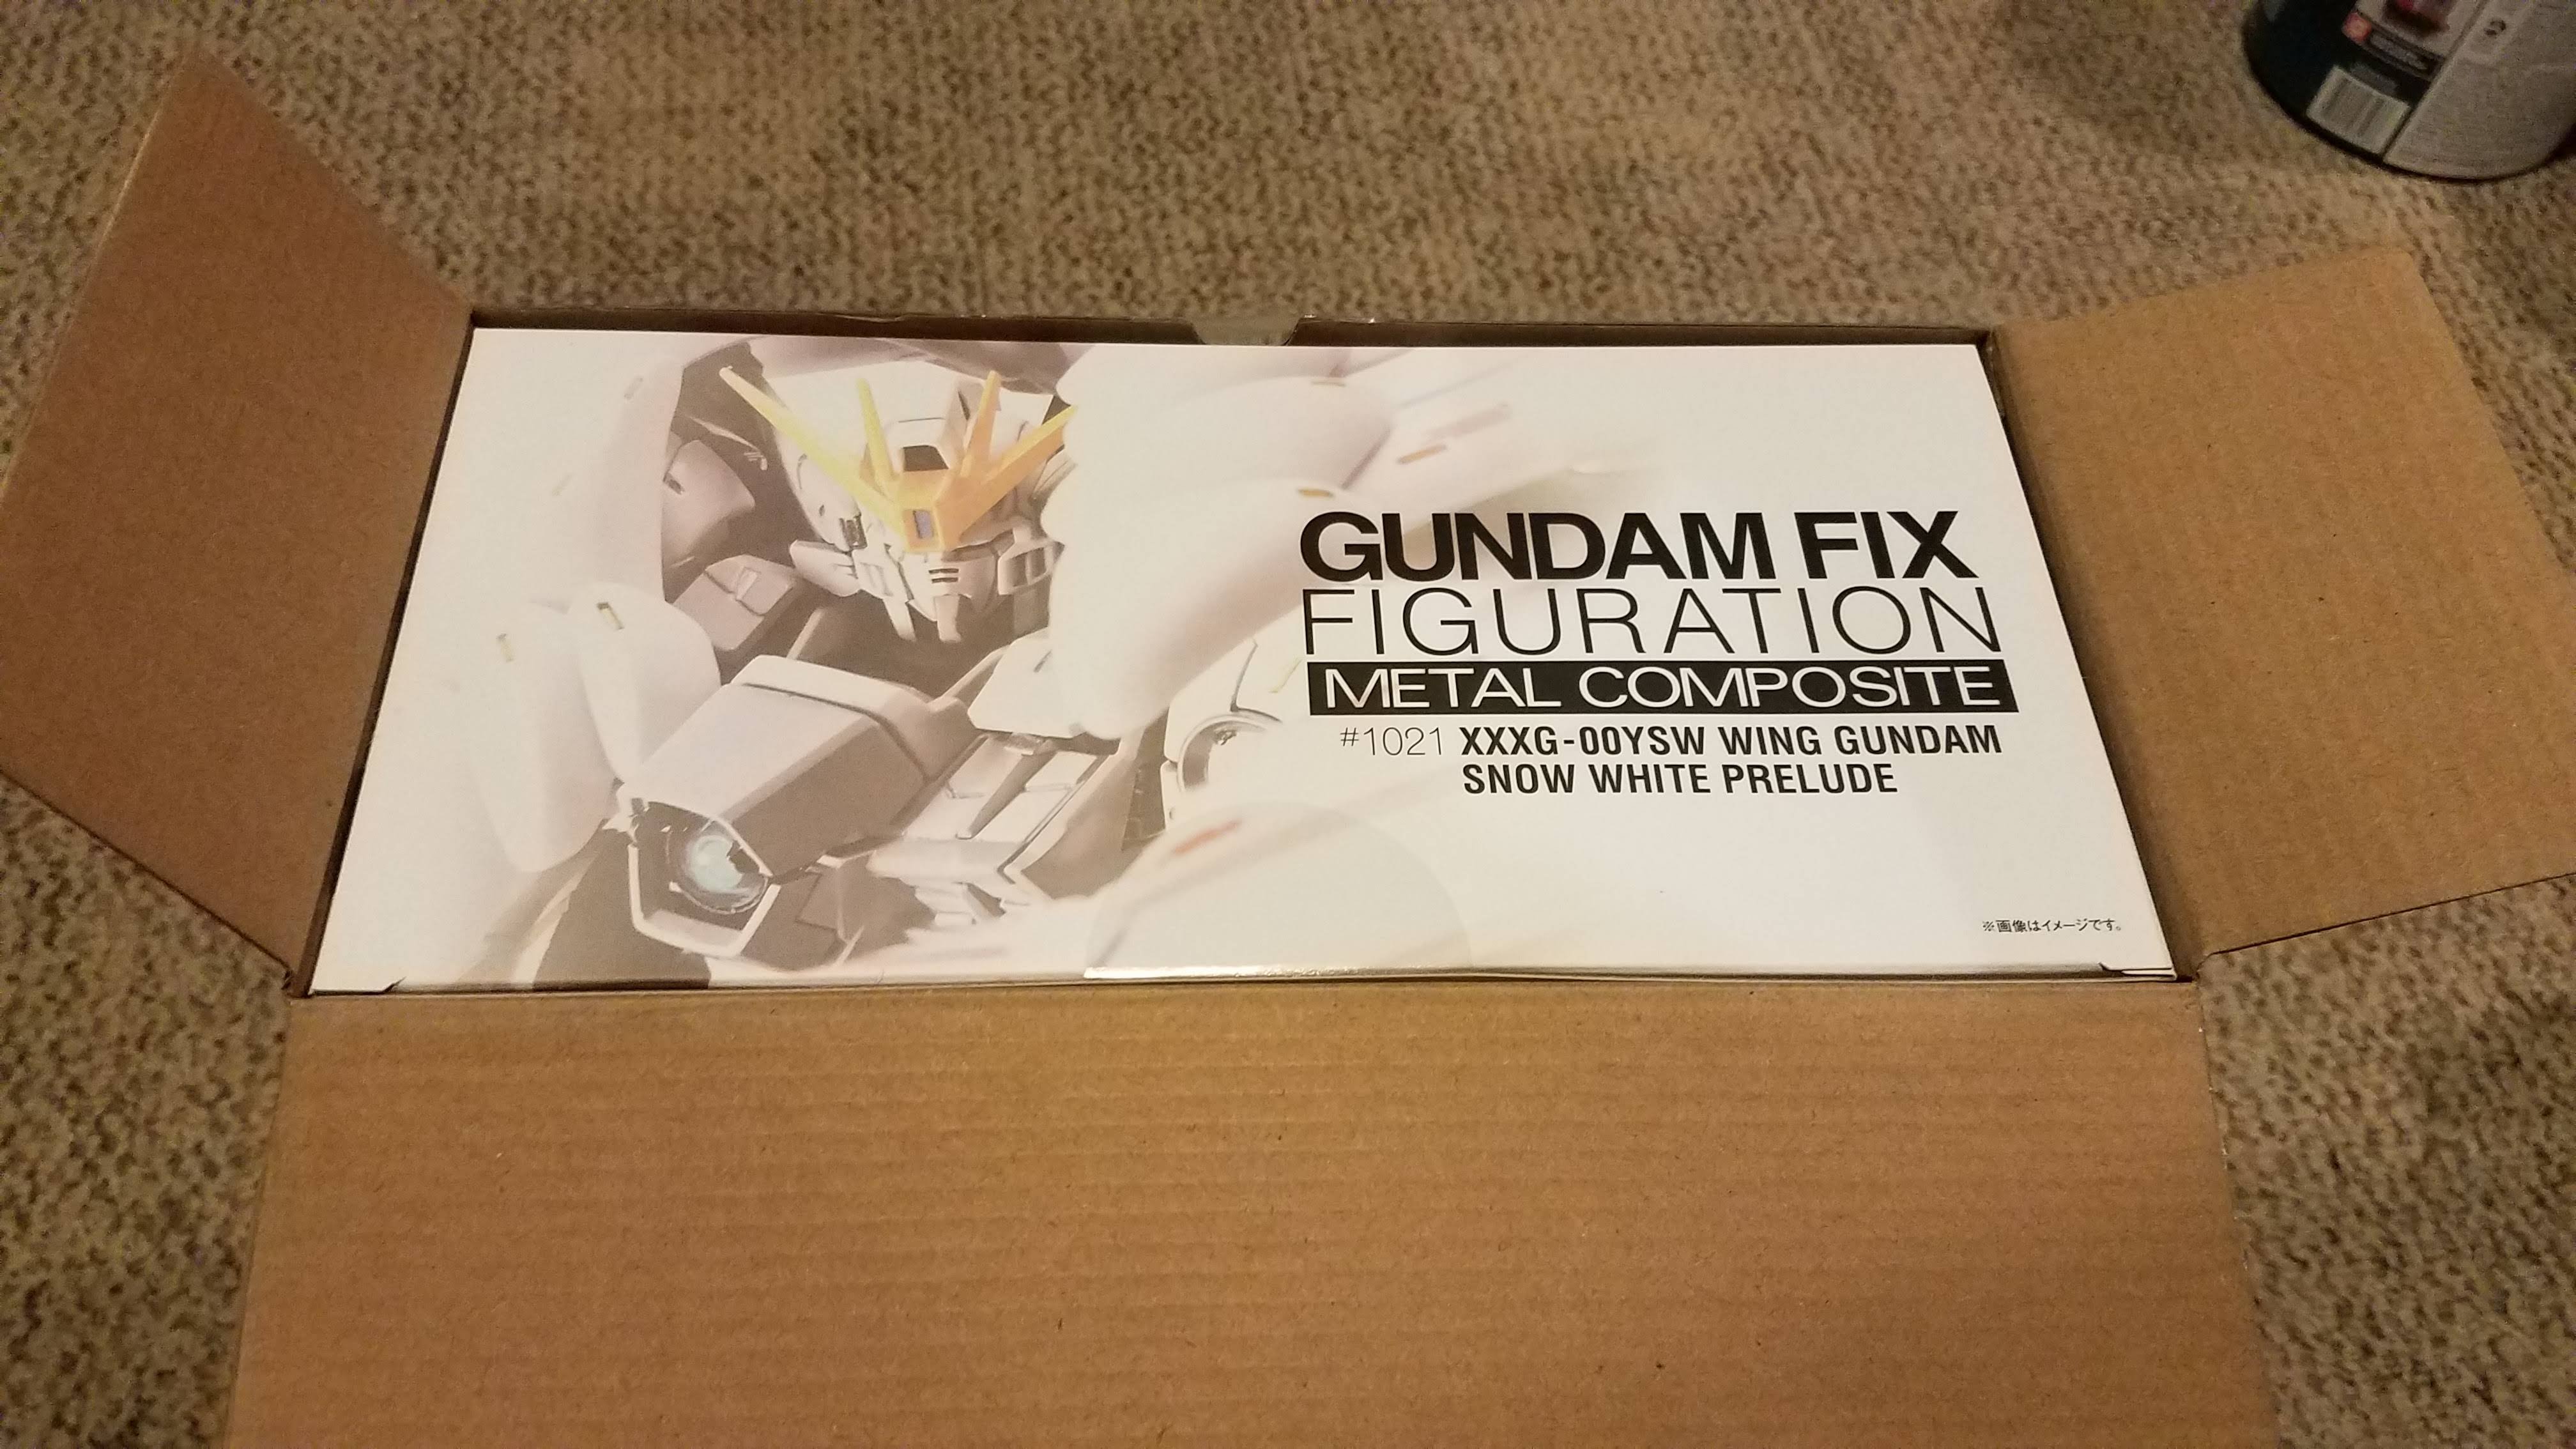 GUNDAM FIX
FIGURATION
METAL COMPOSITE
#1021 XXXG-00YSW WING GUNDAM
SNOW WHITE PRELUDE
※画像はイメージです。